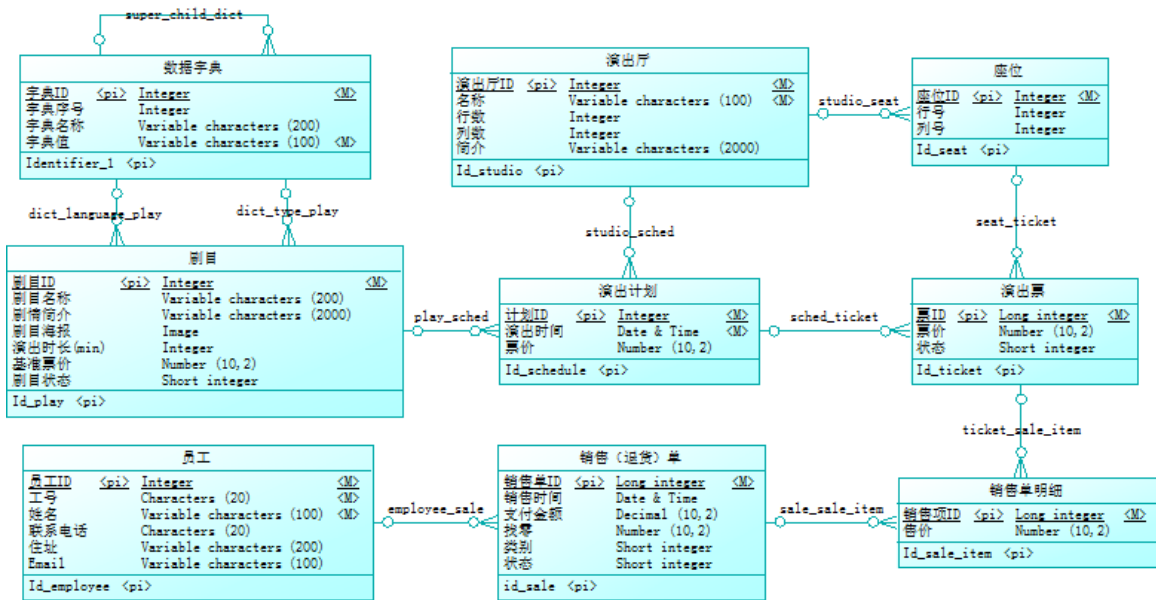 super_child_dict
数据字典
字典ID <pi> Integer <M>
字典序号 Integer
字典名称 Variable characters (200)
字典值 Variable characters (100) <M>
Identifier_1 <pi>
演出厅
演出厅ID <pi> Integer <M>
名称 Variable characters (100) <M>
行数 Integer
列数 Integer
简介 Variable characters (2000)
Id_studio <pi>
studio_seat
座位
座位ID <pi> Integer <M>
行号 Integer
列号 Integer
Id_seat <pi>
dict_language_play
dict_type_play
studio_sched
seat_ticket
剧目
剧目ID <pi> Integer <M>
剧目名称 Variable characters (200)
剧情简介 Variable characters (2000)
剧目海报 Image
演出时长(min) Integer
基准票价 Number (10,2)
剧目状态 Short integer
Id_play <pi>
play_sched
演出计划
计划ID <pi> Integer <M>
演出时间 Date & Time <M>
票价 Number (10,2)
Id_schedule <pi>
sched_ticket
演出票
票ID <pi> Long integer <M>
票价 Number (10,2)
状态 Short integer
Id_ticket <pi>
ticket_sale_item
员工
员工ID <pi> Integer <M>
工号 Characters (20) <M>
姓名 Variable characters (100) <M>
联系电话 Characters (20)
住址 Variable characters (200)
Email Variable characters (100)
Id_employee <pi>
employee_sale
销售（退货）单
销售单ID <pi> Long integer <M>
销售时间 Date & Time
支付金额 Decimal (10,2)
找零 Number (10,2)
类别 Short integer
状态 Short integer
id_sale <pi>
sale_sale_item
销售单明细
销售项ID <pi> Long integer <M>
售价 Number (10,2)
Id_sale_item <pi>